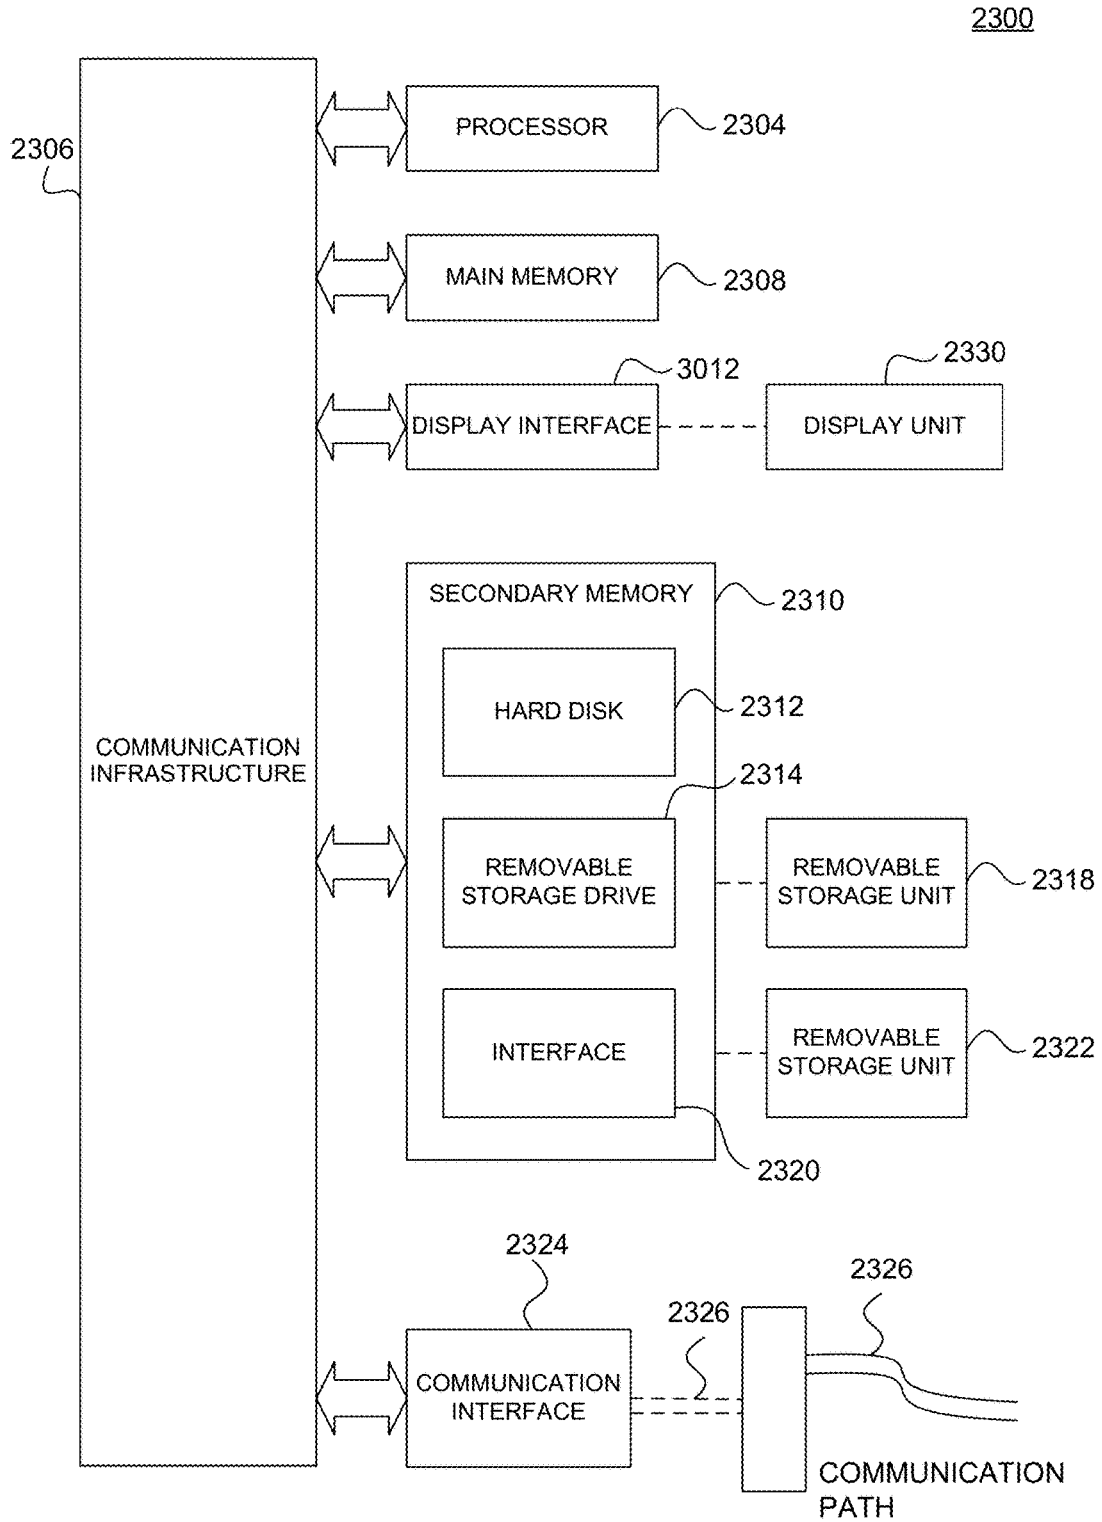 2300
PROCESSOR
2304
2306
MAIN MEMORY
2308
3012
2330
DISPLAY INTERFACE
DISPLAY UNIT
SECONDARY MEMORY
2310
HARD DISK
2312
COMMUNICATION
INFRASTRUCTURE
2314
REMOVABLE
STORAGE DRIVE
REMOVABLE
STORAGE UNIT
2318
INTERFACE
REMOVABLE
STORAGE UNIT
2322
2320
2324
2326
2326
COMMUNICATION
INTERFACE
COMMUNICATION
PATH